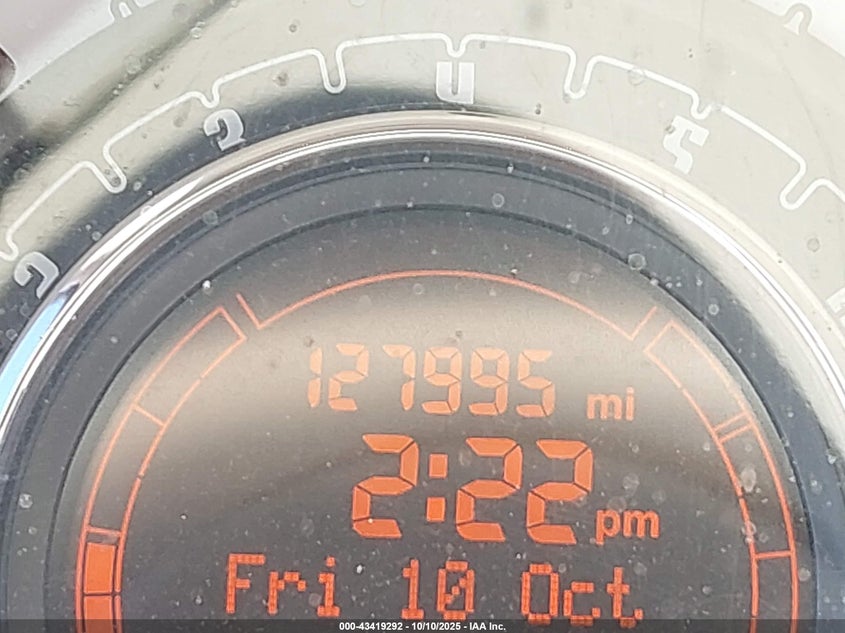 127995 mi
2:22 pm
Fri 10 Oct
000-43419292 - 10/10/2025 - IAA Inc.